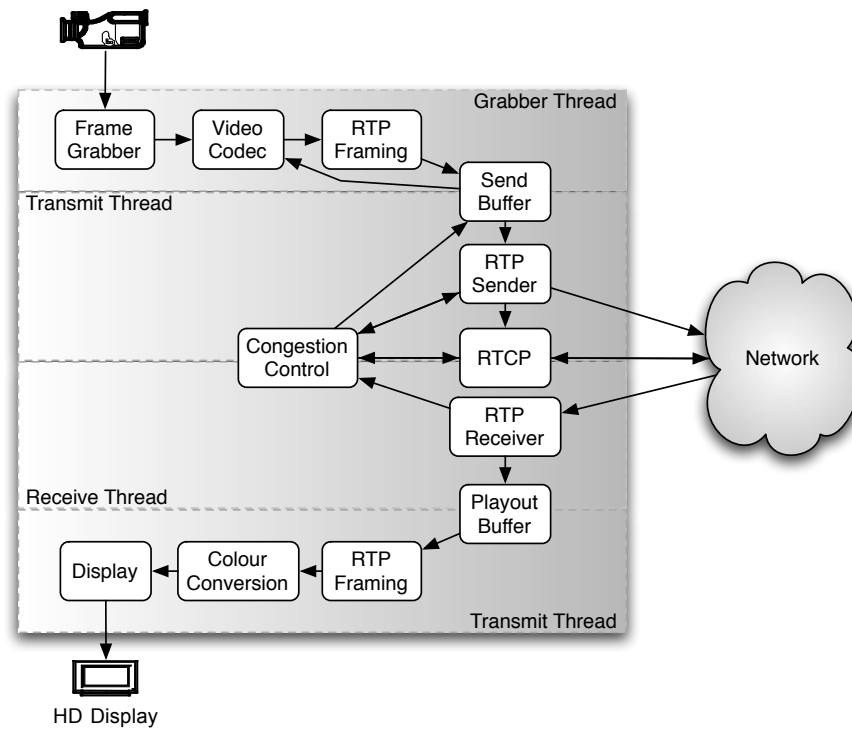 Grabber Thread
Frame
Grabber
Video
Codec
RTP
Framing
Send
Buffer
Transmit Thread
RTP
Sender
Congestion
Control
RTCP
Network
RTP
Receiver
Receive Thread
Playout
Buffer
Display
Colour
Conversion
RTP
Framing
Transmit Thread
HD Display